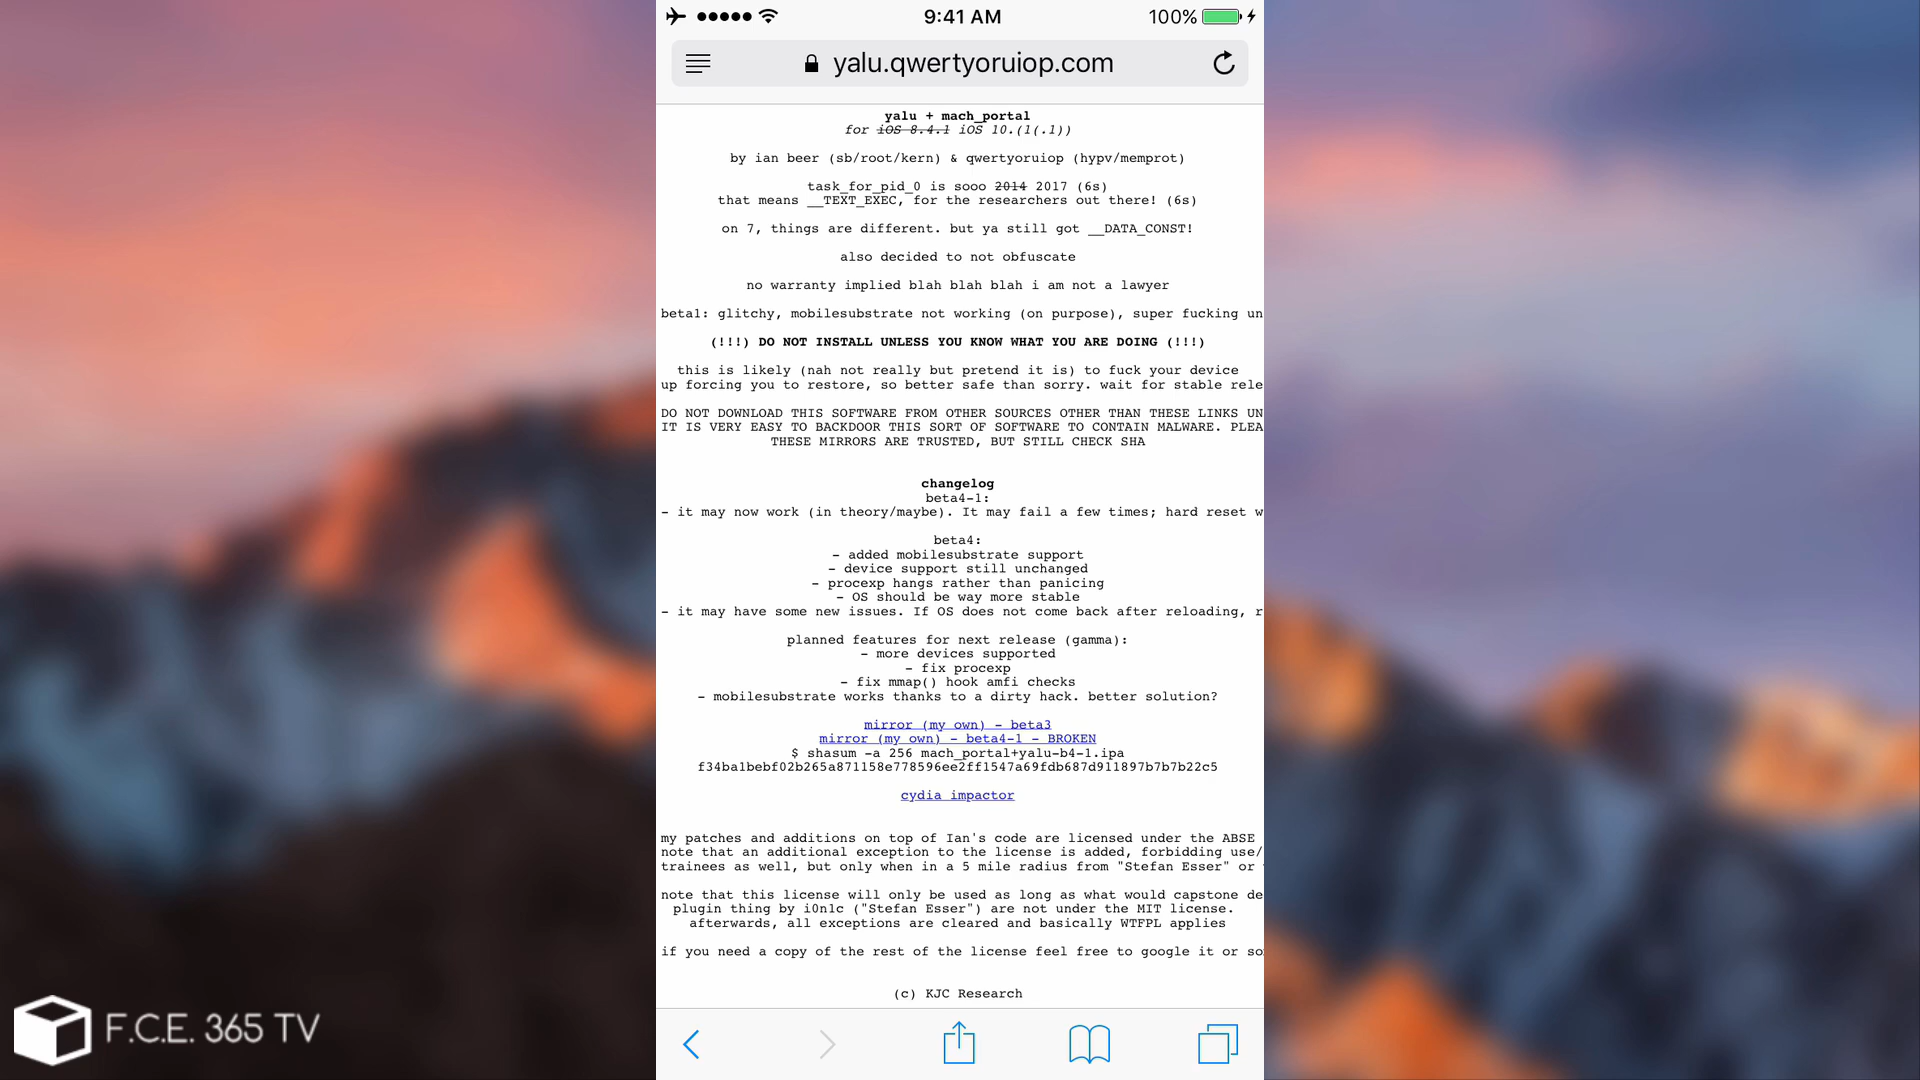 9:41 AM
100%
yalu.qwertyoruiop.com
yalu + mach_portal
for iOS 8.4.1 iOS 10.(1(.1))
by ian beer (sb/root/kern) & qwertyoruiop (hypv/memprot)
task_for_pid_0 is sooo 2014 2017 (6s)
that means __TEXT_EXEC, for the researchers out there! (6s)
on 7, things are different. but ya still got __DATA_CONST!
also decided to not obfuscate
no warranty implied blah blah blah i am not a lawyer
beta1: glitchy, mobilesubstrate not working (on purpose), super fucking un
(!!!) DO NOT INSTALL UNLESS YOU KNOW WHAT YOU ARE DOING (!!!)
this is likely (nah not really but pretend it is) to fuck your device
up forcing you to restore, so better safe than sorry. wait for stable rele
DO NOT DOWNLOAD THIS SOFTWARE FROM OTHER SOURCES OTHER THAN THESE LINKS UN
IT IS VERY EASY TO BACKDOOR THIS SORT OF SOFTWARE TO CONTAIN MALWARE. PLEA
THESE MIRRORS ARE TRUSTED, BUT STILL CHECK SHA
changelog
beta4-1:
- it may now work (in theory/maybe). It may fail a few times; hard reset w
beta4:
- added mobilesubstrate support
- device support still unchanged
- procexp hangs rather than panicing
- OS should be way more stable
- it may have some new issues. If OS does not come back after reloading, r
planned features for next release (gamma):
- more devices supported
- fix procexp
- fix mmap() hook amfi checks
- mobilesubstrate works thanks to a dirty hack. better solution?
mirror (my own) - beta3
mirror (my own) - beta4-1 - BROKEN
$ shasum -a 256 mach_portal+yalu-b4-1.ipa
f34ba1bebf02b265a871158e778596ee2ff1547a69fdb687d911897b7b7b22c5
cydia impactor
my patches and additions on top of Ian's code are licensed under the ABSE
note that an additional exception to the license is added, forbidding use/
trainees as well, but only when in a 5 mile radius from "Stefan Esser" or
note that this license will only be used as long as what would capstone de
plugin thing by i0n1c ("Stefan Esser") are not under the MIT license.
afterwards, all exceptions are cleared and basically WTFPL applies
if you need a copy of the rest of the license feel free to google it or so
(c) KJC Research
F.C.E. 365 TV